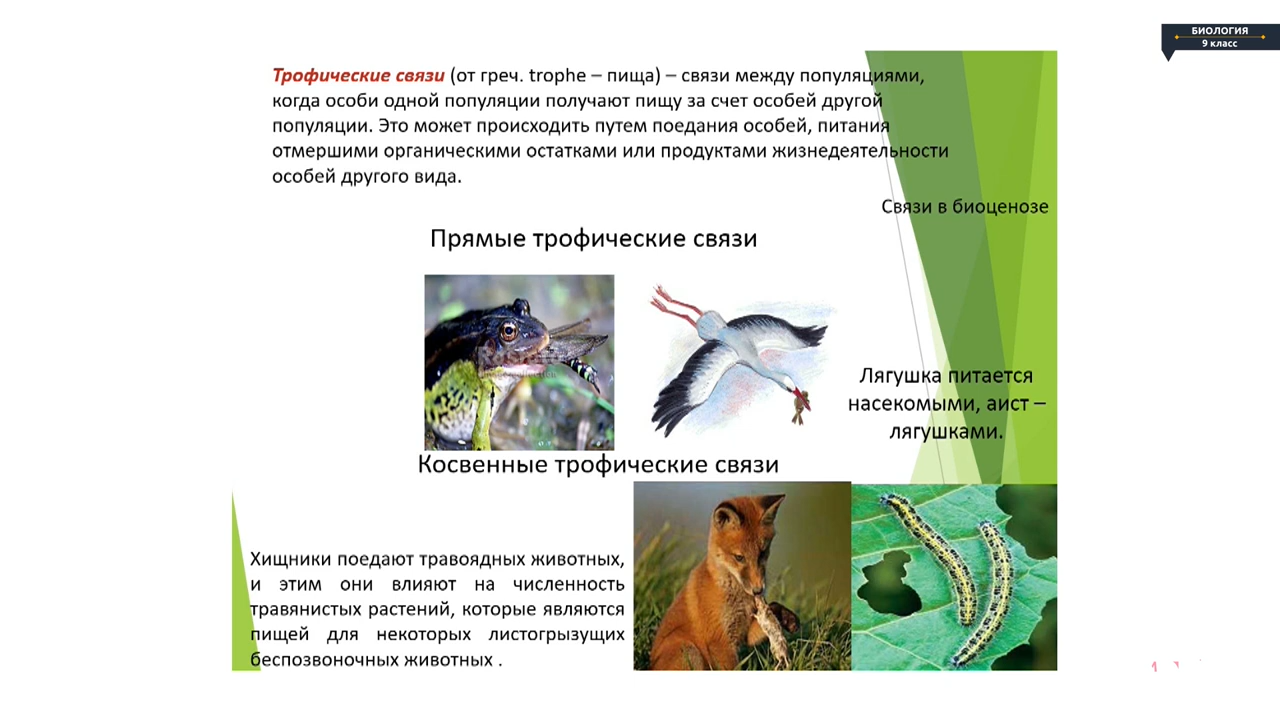 БИОЛОГИЯ
9 класс
Трофические связи (от греч. trophe – пища) – связи между популяциями,
когда особи одной популяции получают пищу за счет особей другой
популяции. Это может происходить путем поедания особей, питания
отмершими органическими остатками или продуктами жизнедеятельности
особей другого вида.
Связи в биоценозе
Прямые трофические связи
Лягушка питается
насекомыми, аист –
лягушками.
Косвенные трофические связи
Хищники поедают травоядных животных,
и этим они влияют на численность
травянистых растений, которые являются
пищей для некоторых листогрызущих
беспозвоночных животных .